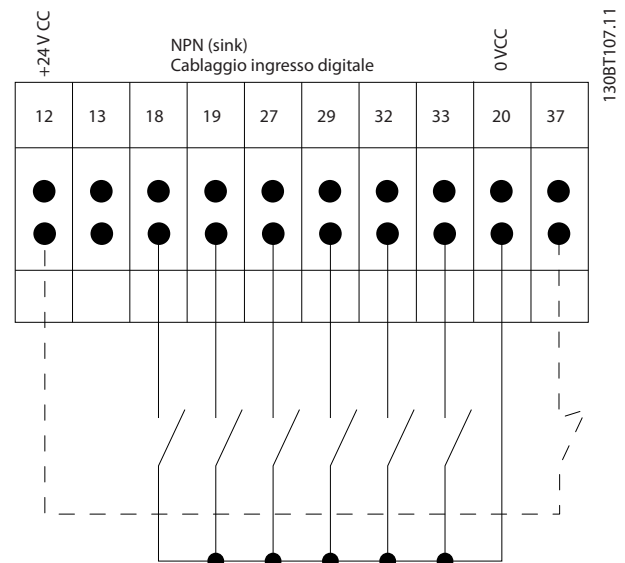 +24 V CC
NPN (sink)
Cablaggio ingresso digitale
0 VCC
130BT107.11
12 13 18 19 27 29 32 33 20 37